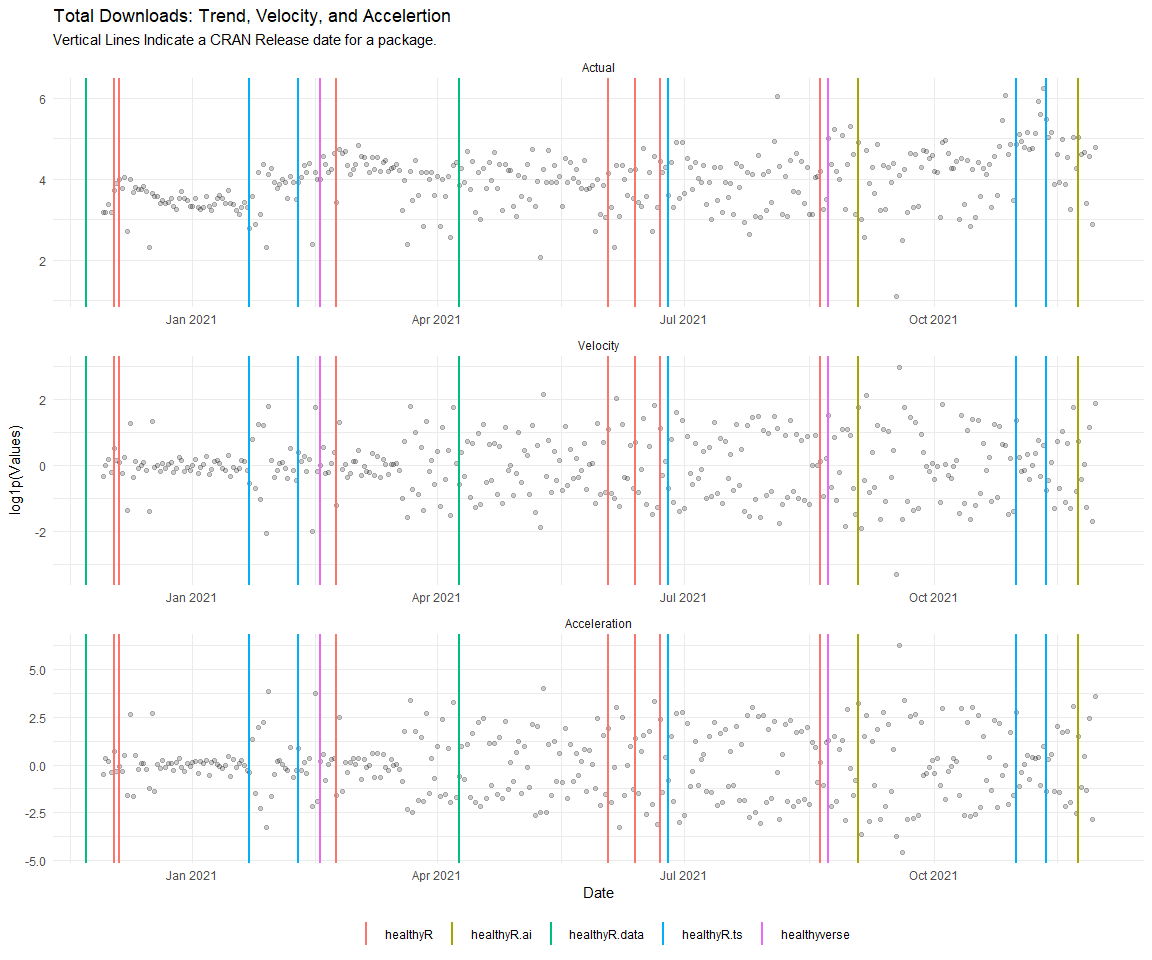 Total Downloads: Trend, Velocity, and Accelertion
Vertical Lines Indicate a CRAN Release date for a package.
Actual
6
4
2
Jan 2021 Apr 2021 Jul 2021 Oct 2021
Velocity
2
0
-2
Jan 2021 Apr 2021 Jul 2021 Oct 2021
log1p(Values)
Acceleration
5.0
2.5
0.0
-2.5
-5.0
Jan 2021 Apr 2021 Jul 2021 Oct 2021
Date
healthyR healthyR.ai healthyR.data healthyR.ts healthyverse